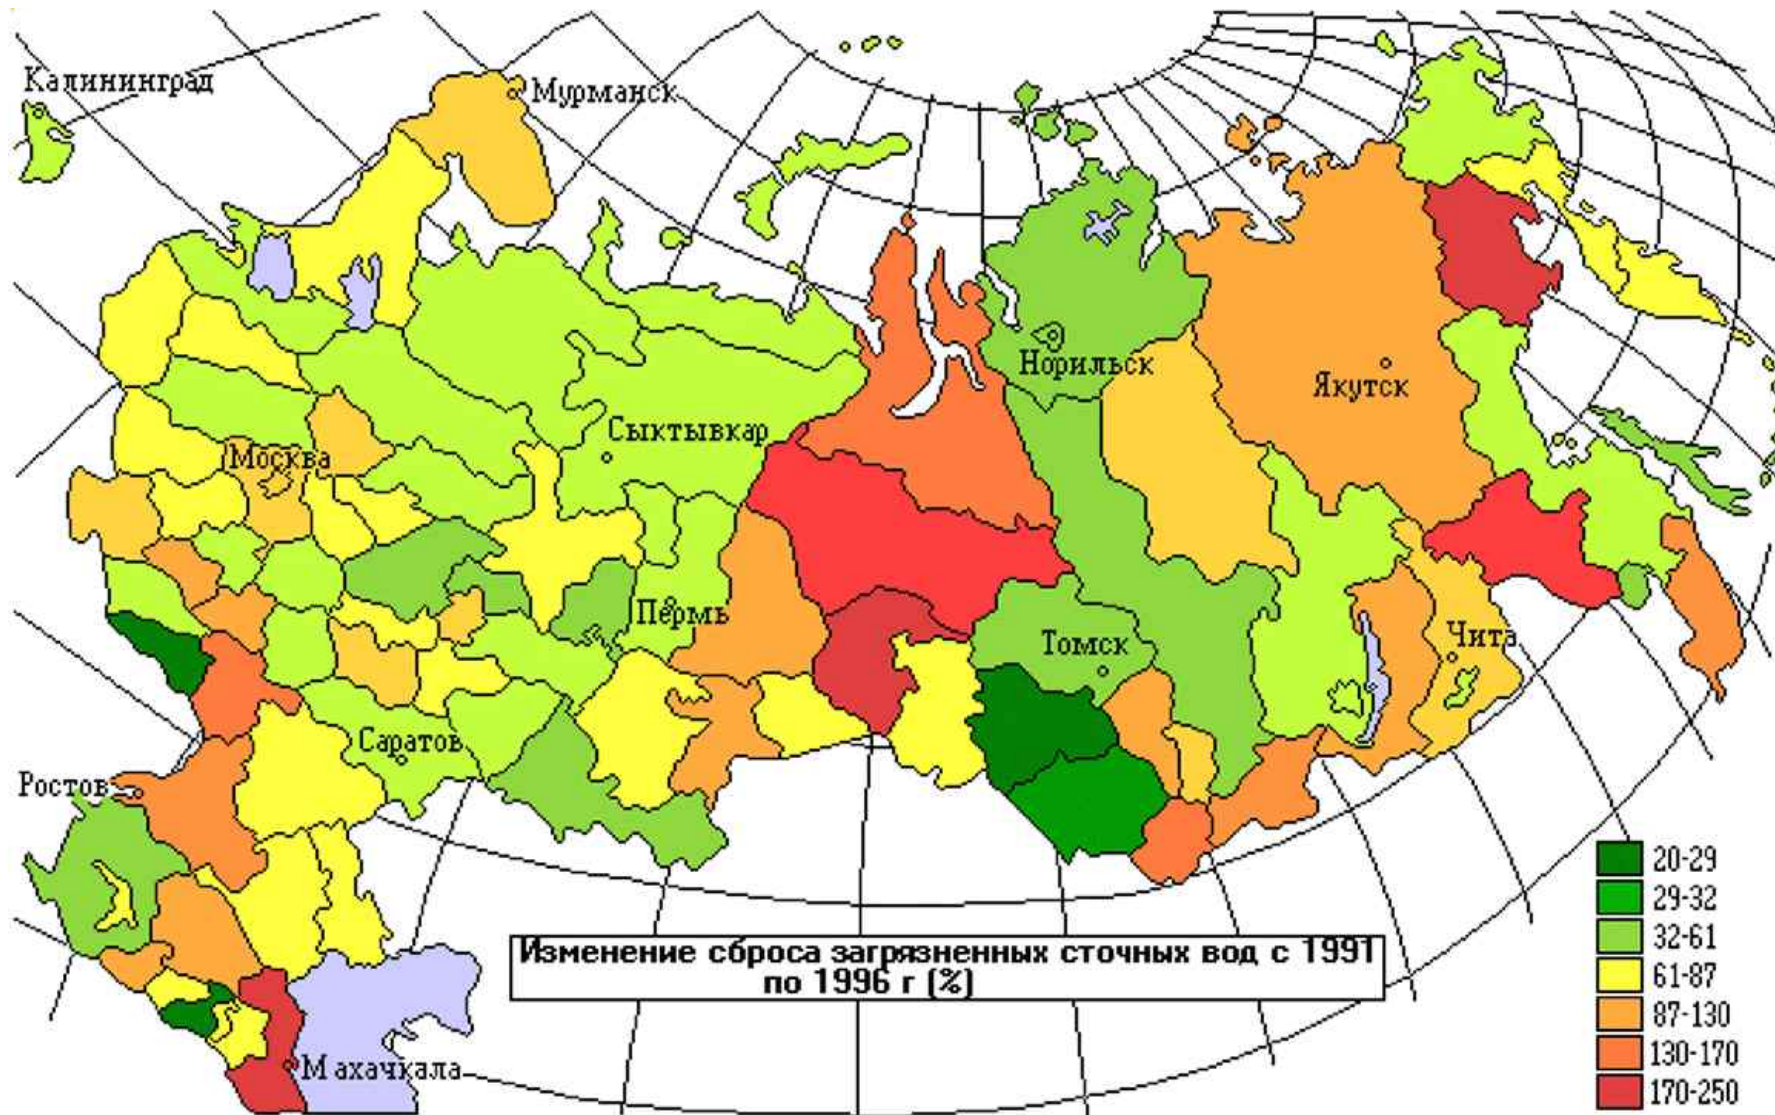 Калининград
Мурманск
Норильск
Якутск
Сыктывкар
Москва
Пермь
Томск
Чита
Саратов
Ростов
Изменение сброса загрязненных сточных вод с 1991
по 1996 г (%)
Махачкала
20-29
29-32
32-61
61-87
87-130
130-170
170-250